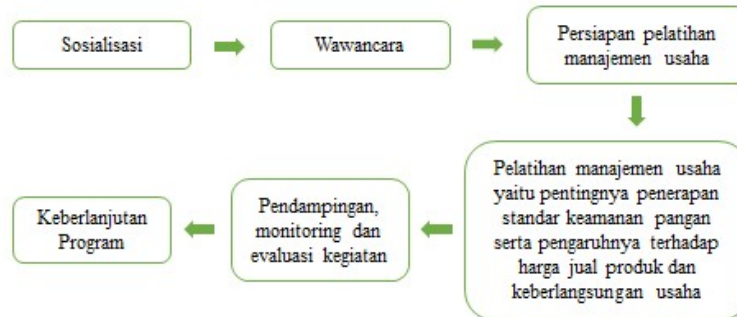 Sosialisasi
Wawancara
Persiapan pelatihan
manajemen usaha
Pelatihan manajemen usaha
yaitu pentingnya penerapan
standar keamanan pangan
serta pengaruhnya terhadap
harga jual produk dan
keberlangsungan usaha
Pendampingan,
monitoring dan
evaluasi kegiatan
Keberlanjutan
Program